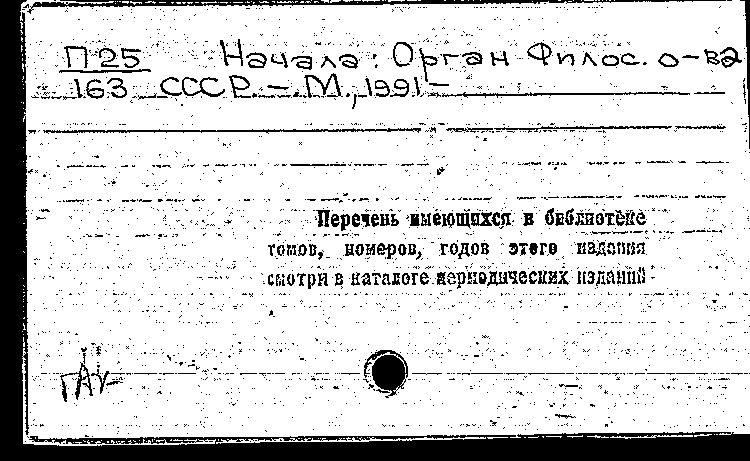 П25 Начала: Орган Филос. о-ва
163 СССР. – М., 1991 –
Перечень имеющихся в библиотеке
томов, номеров, годов этого издания
смотри в каталоге периодических изданий